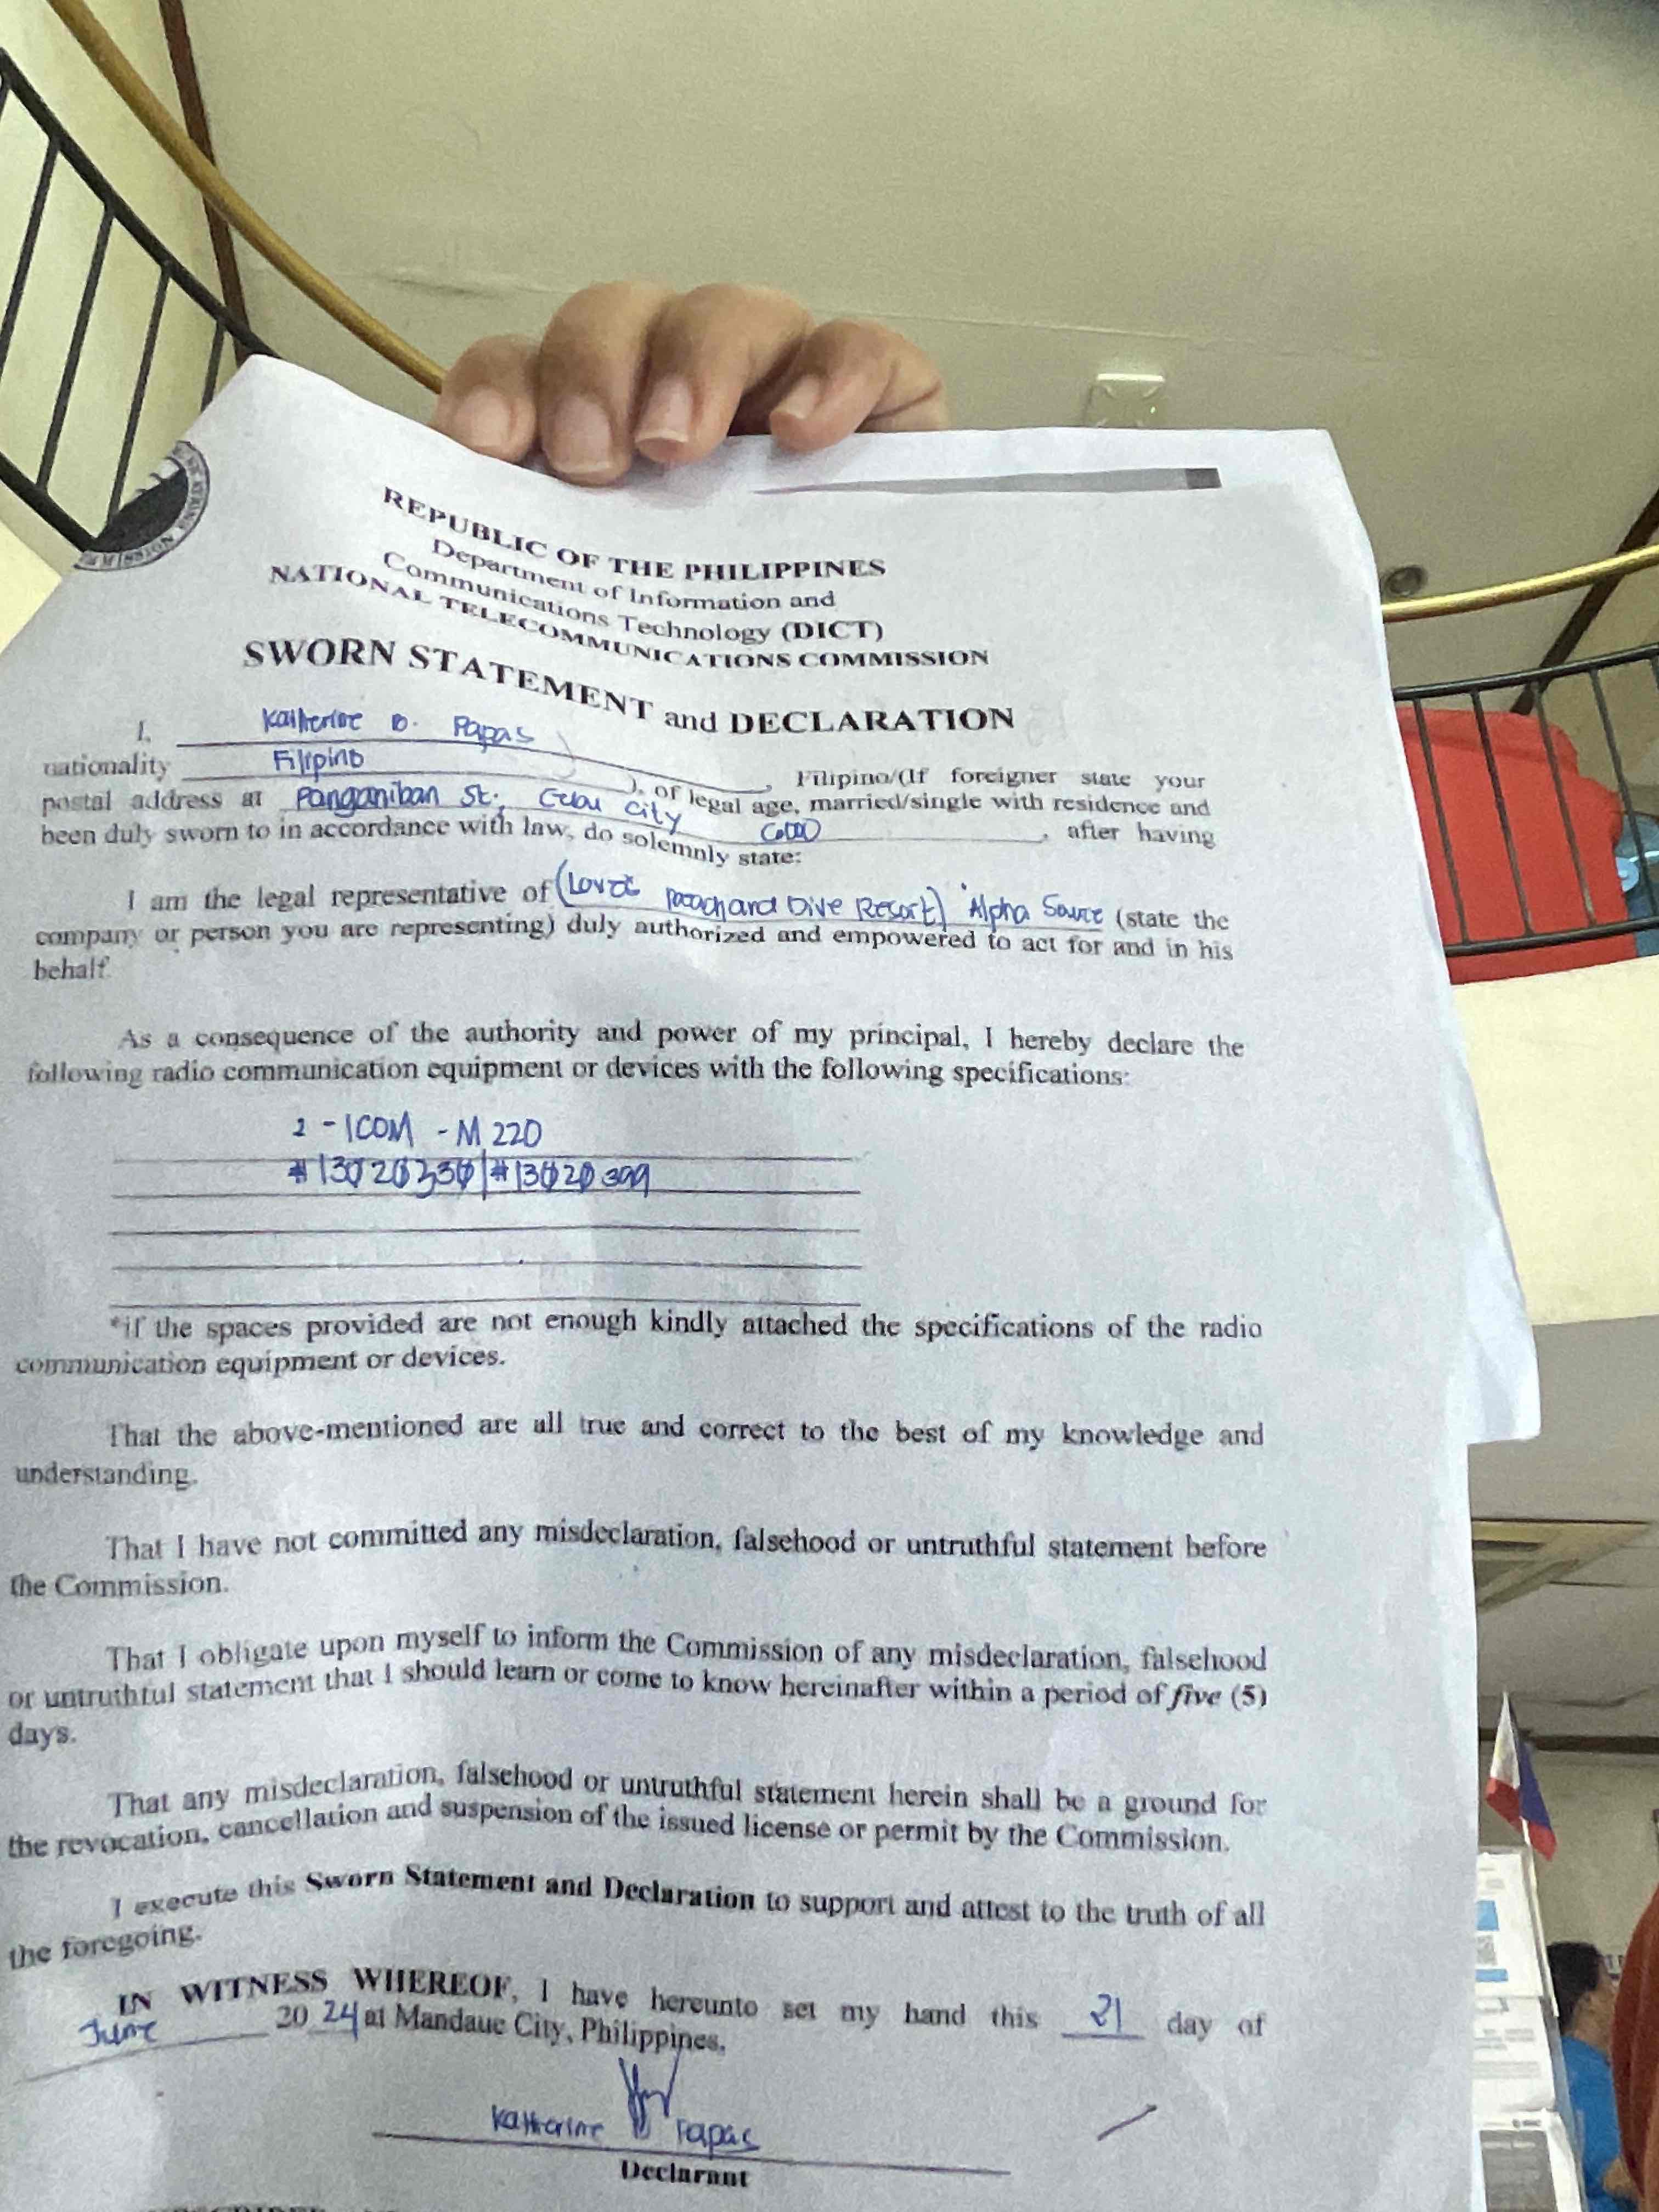 REPUBLIC OF THE PHILIPPINES
Department of Information and
Communications Technology (DICT)
NATIONAL TELECOMMUNICATIONS COMMISSION
SWORN STATEMENT and DECLARATION
I, Katherine D. Papas, Filipino/(If foreigner state your
nationality Filipino ), of legal age, married/single with residence and
postal address at Panganiban St. Cebu City 6000, after having
been duly sworn to in accordance with law, do solemnly state:
I am the legal representative of (Love's Beach and Dive Resort) Alpha Source (state the
company or person you are representing) duly authorized and empowered to act for and in his
behalf.
As a consequence of the authority and power of my principal, I hereby declare the
following radio communication equipment or devices with the following specifications:
2 - ICOM - M220
#13020330 | #13020399
*if the spaces provided are not enough kindly attached the specifications of the radio
communication equipment or devices.
That the above-mentioned are all true and correct to the best of my knowledge and
understanding.
That I have not committed any misdeclaration, falsehood or untruthful statement before
the Commission.
That I obligate upon myself to inform the Commission of any misdeclaration, falsehood
or untruthful statement that I should learn or come to know hereinafter within a period of five (5)
days.
That any misdeclaration, falsehood or untruthful statement herein shall be a ground for
the revocation, cancellation and suspension of the issued license or permit by the Commission.
I execute this Sworn Statement and Declaration to support and attest to the truth of all
the foregoing.
IN WITNESS WHEREOF, I have hereunto set my hand this 21 day of
June 2024 at Mandaue City, Philippines.
Katherine D Papas
Declarant